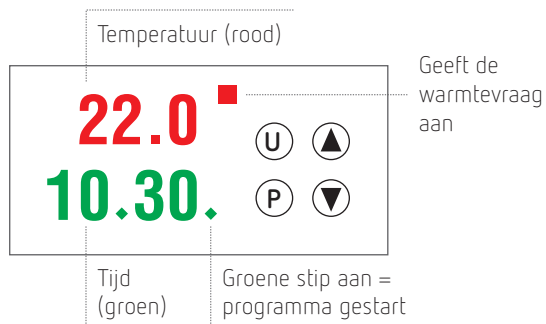 Temperatuur (rood)
Geeft de
warmtevraag
aan
22.0
U
10.30.
P
Tijd
(groen)
Groene stip aan =
programma gestart